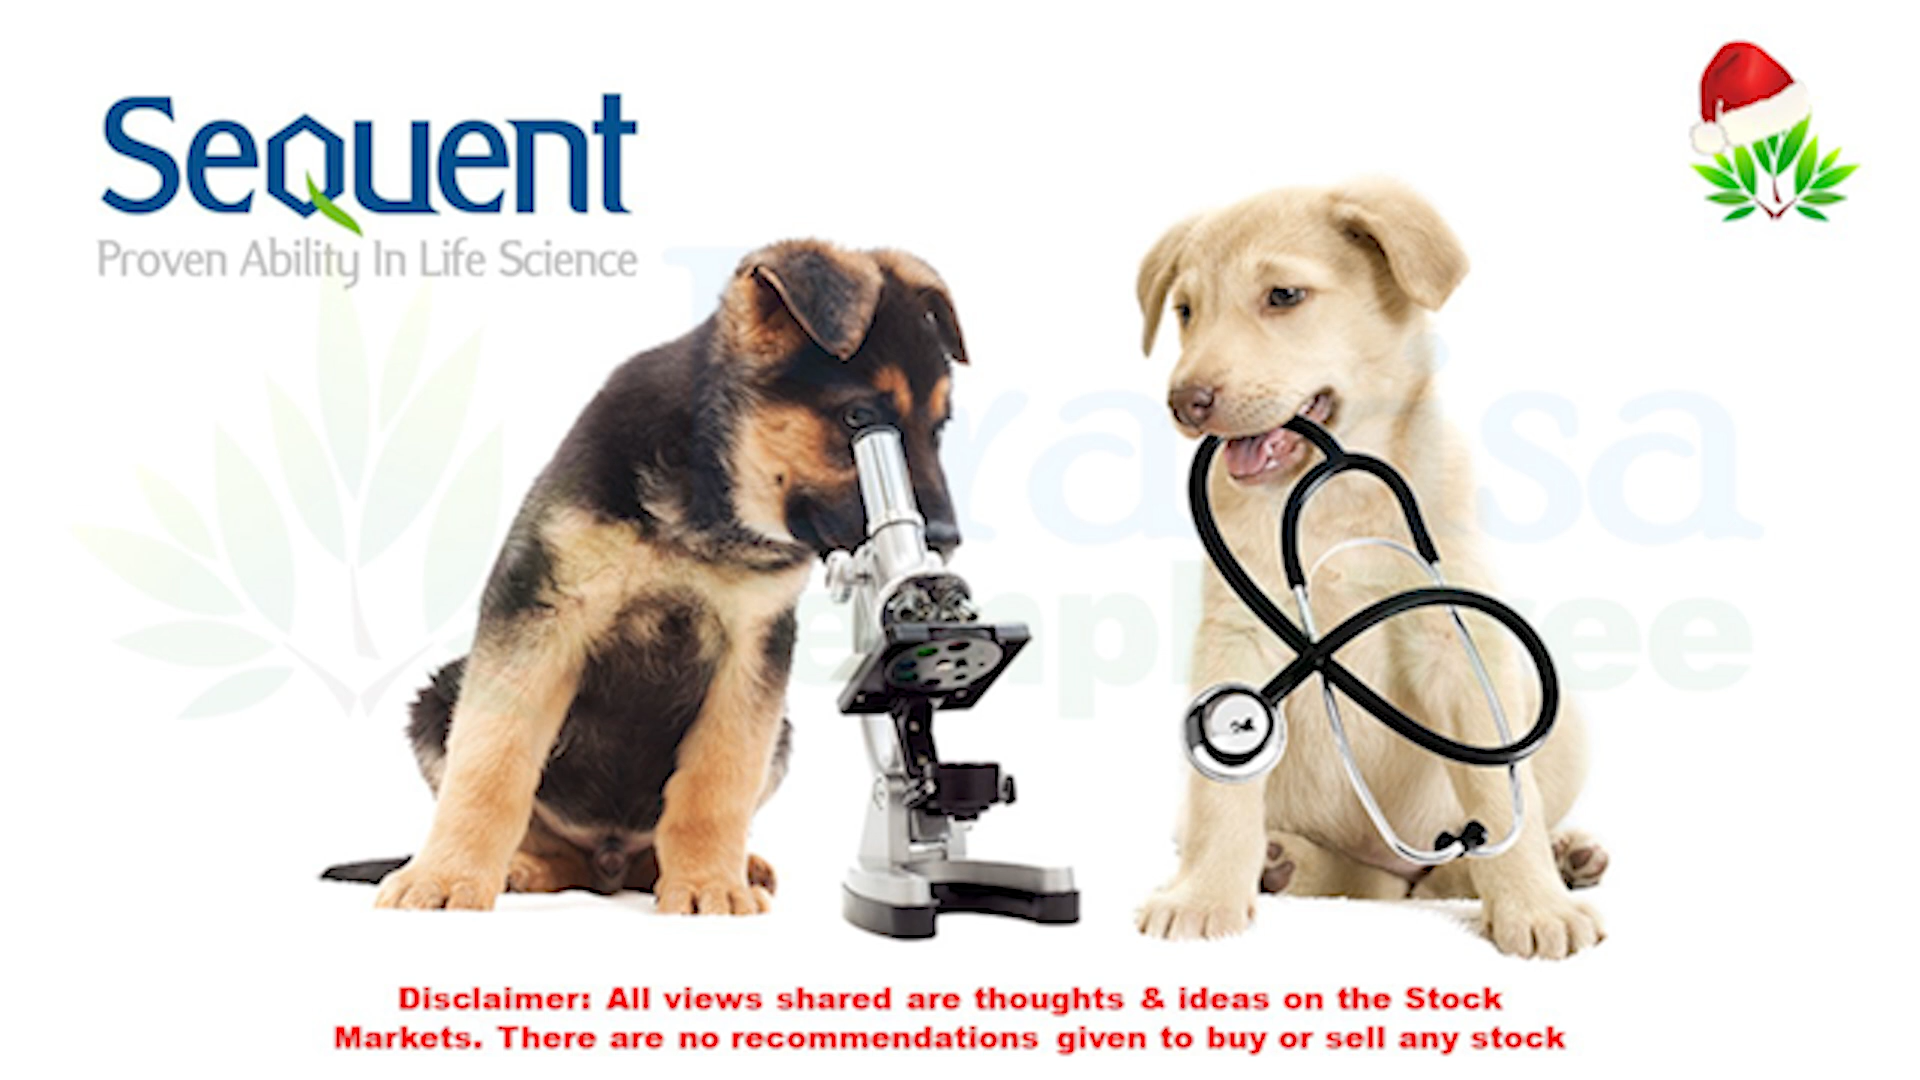 Sequent
Proven Ability In Life Science
Disclaimer: All views shared are thoughts & ideas on the Stock
Markets. There are no recommendations given to buy or sell any stock